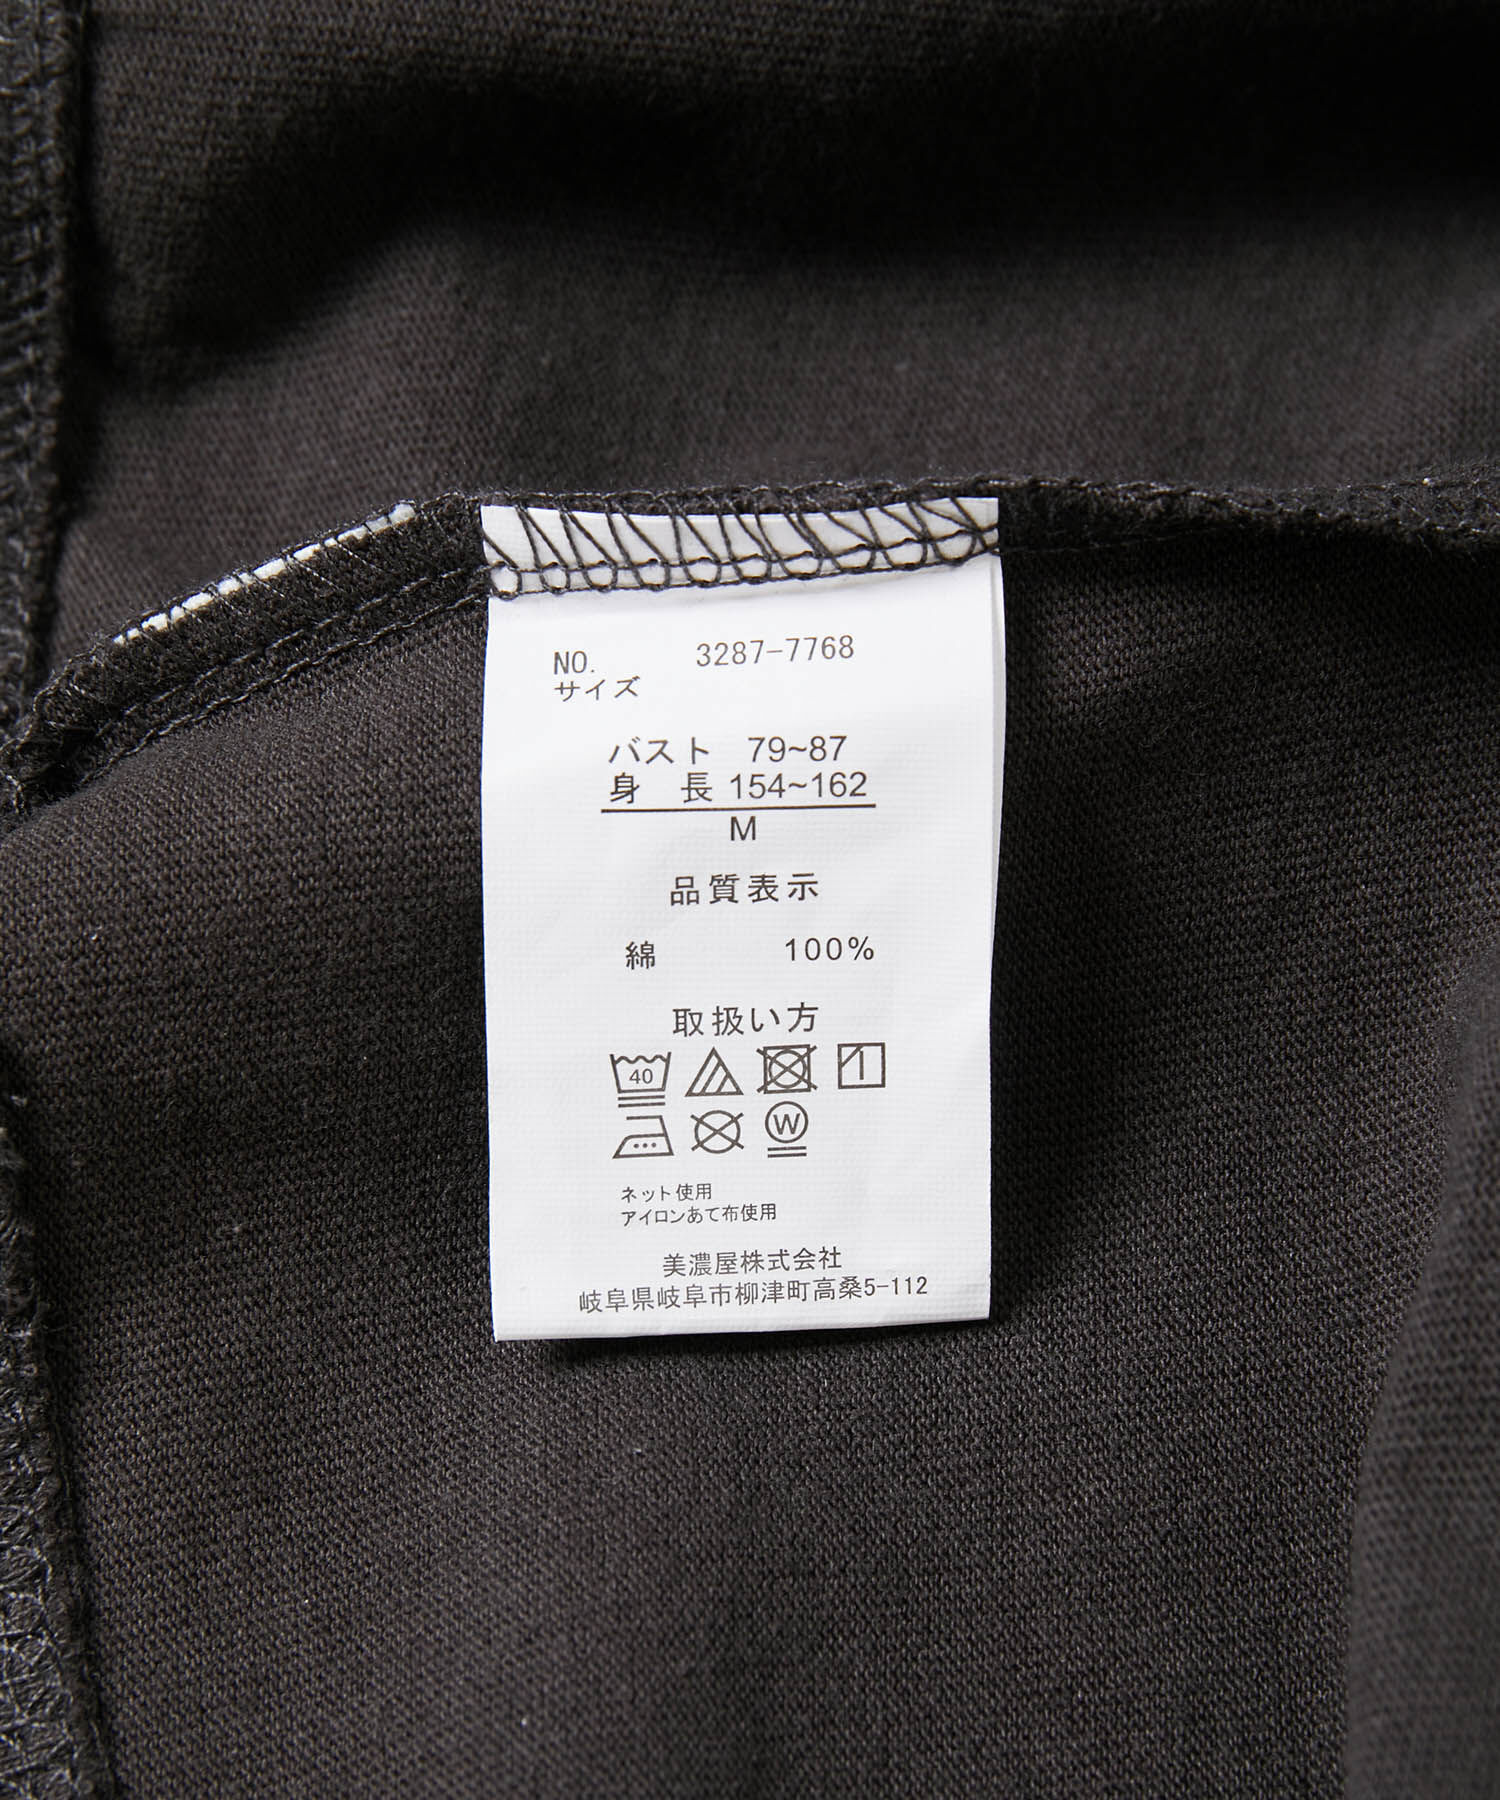 NO. 3287-7768
サイズ
バスト 79~87
身 長 154~162
M
品質表示
綿 100%
取扱い方
40
W
ネット使用
アイロンあて布使用
美濃屋株式会社
岐阜県岐阜市柳津町高桑5-112